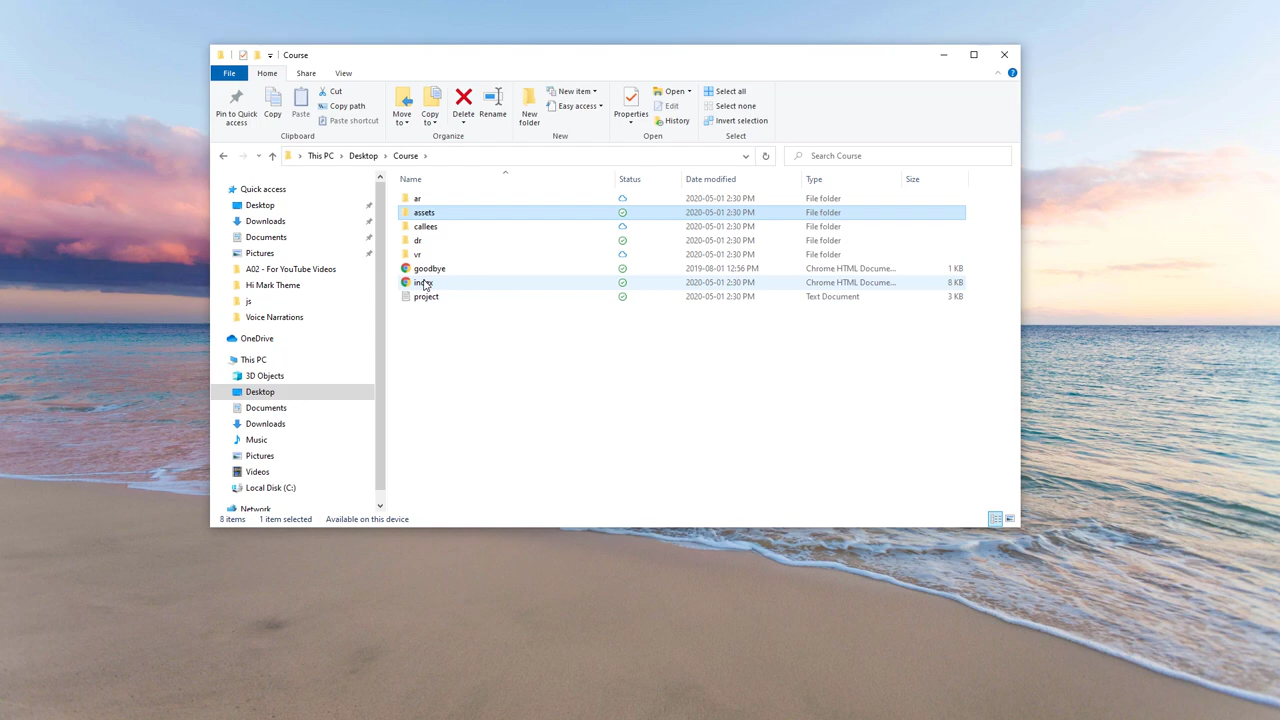 Course
File Home Share View
Pin to Quick access
Copy
Paste
Cut
Copy path
Paste shortcut
Clipboard
Move to
Copy to
Delete
Rename
Organize
New folder
New item
Easy access
New
Properties
Open
Edit
History
Open
Select all
Select none
Invert selection
Select
This PC Desktop Course
Search Course
Quick access
Desktop
Downloads
Documents
Pictures
A02 - For YouTube Videos
Hi Mark Theme
js
Voice Narrations
OneDrive
This PC
3D Objects
Desktop
Documents
Downloads
Music
Pictures
Videos
Local Disk (C:)
Network
Name Status Date modified Type Size
ar 2020-05-01 2:30 PM File folder
assets 2020-05-01 2:30 PM File folder
callees 2020-05-01 2:30 PM File folder
dr 2020-05-01 2:30 PM File folder
vr 2020-05-01 2:30 PM File folder
goodbye 2019-08-01 12:56 PM Chrome HTML Docume... 1 KB
index 2020-05-01 2:30 PM Chrome HTML Docume... 8 KB
project 2020-05-01 2:30 PM Text Document 3 KB
8 items 1 item selected Available on this device